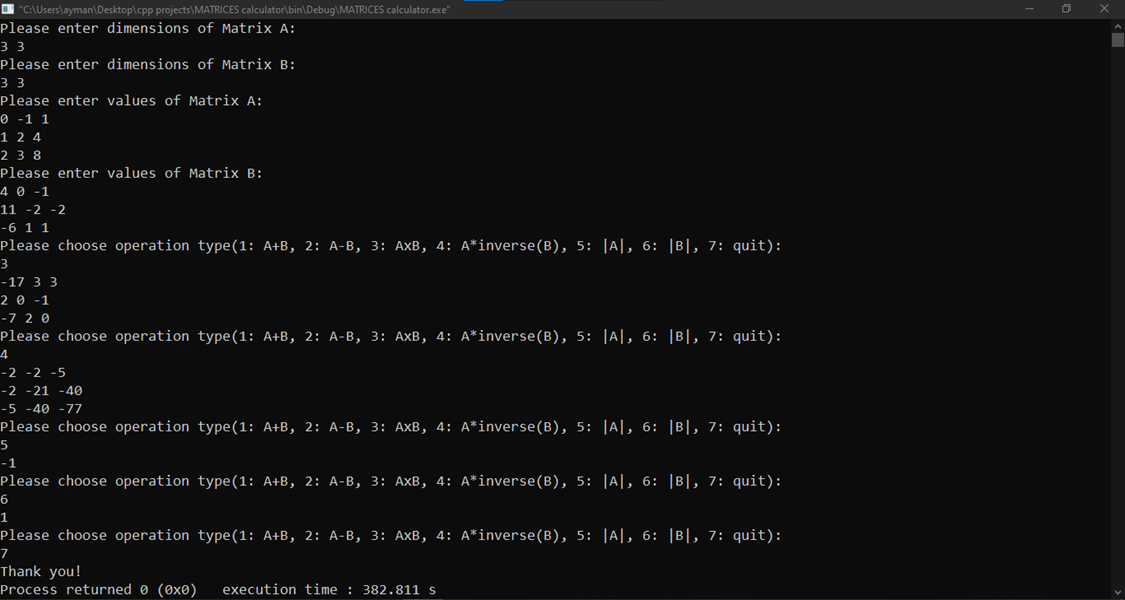 "C:\Users\ayman\Desktop\cpp projects\MATRICES calculator\bin\Debug\MATRICES calculator.exe"
Please enter dimensions of Matrix A:
3 3
Please enter dimensions of Matrix B:
3 3
Please enter values of Matrix A:
0 -1 1
1 2 4
2 3 8
Please enter values of Matrix B:
4 0 -1
11 -2 -2
-6 1 1
Please choose operation type(1: A+B, 2: A-B, 3: AxB, 4: A*inverse(B), 5: |A|, 6: |B|, 7: quit):
3
-17 3 3
2 0 -1
-7 2 0
Please choose operation type(1: A+B, 2: A-B, 3: AxB, 4: A*inverse(B), 5: |A|, 6: |B|, 7: quit):
4
-2 -2 -5
-2 -21 -40
-5 -40 -77
Please choose operation type(1: A+B, 2: A-B, 3: AxB, 4: A*inverse(B), 5: |A|, 6: |B|, 7: quit):
5
-1
Please choose operation type(1: A+B, 2: A-B, 3: AxB, 4: A*inverse(B), 5: |A|, 6: |B|, 7: quit):
6
1
Please choose operation type(1: A+B, 2: A-B, 3: AxB, 4: A*inverse(B), 5: |A|, 6: |B|, 7: quit):
7
Thank you!
Process returned 0 (0x0)   execution time : 382.811 s